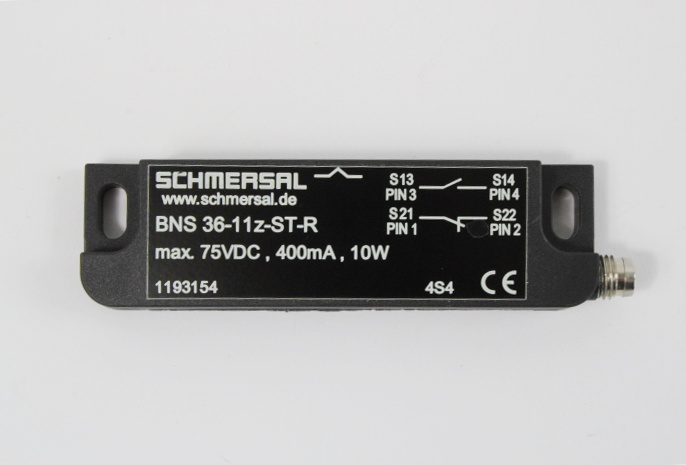 SCHMERSAL
www.schmersal.de
BNS 36-11z-ST-R
max. 75VDC , 400mA , 10W
1193154
S13 S14
PIN 3 PIN 4
S21 S22
PIN 1 PIN 2
4S4 CE